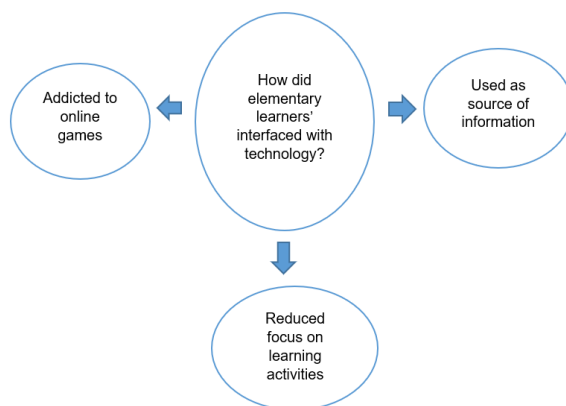 How did
elementary
learners'
interfaced with
technology?
Addicted to
online
games
Used as
source of
information
Reduced
focus on
learning
activities